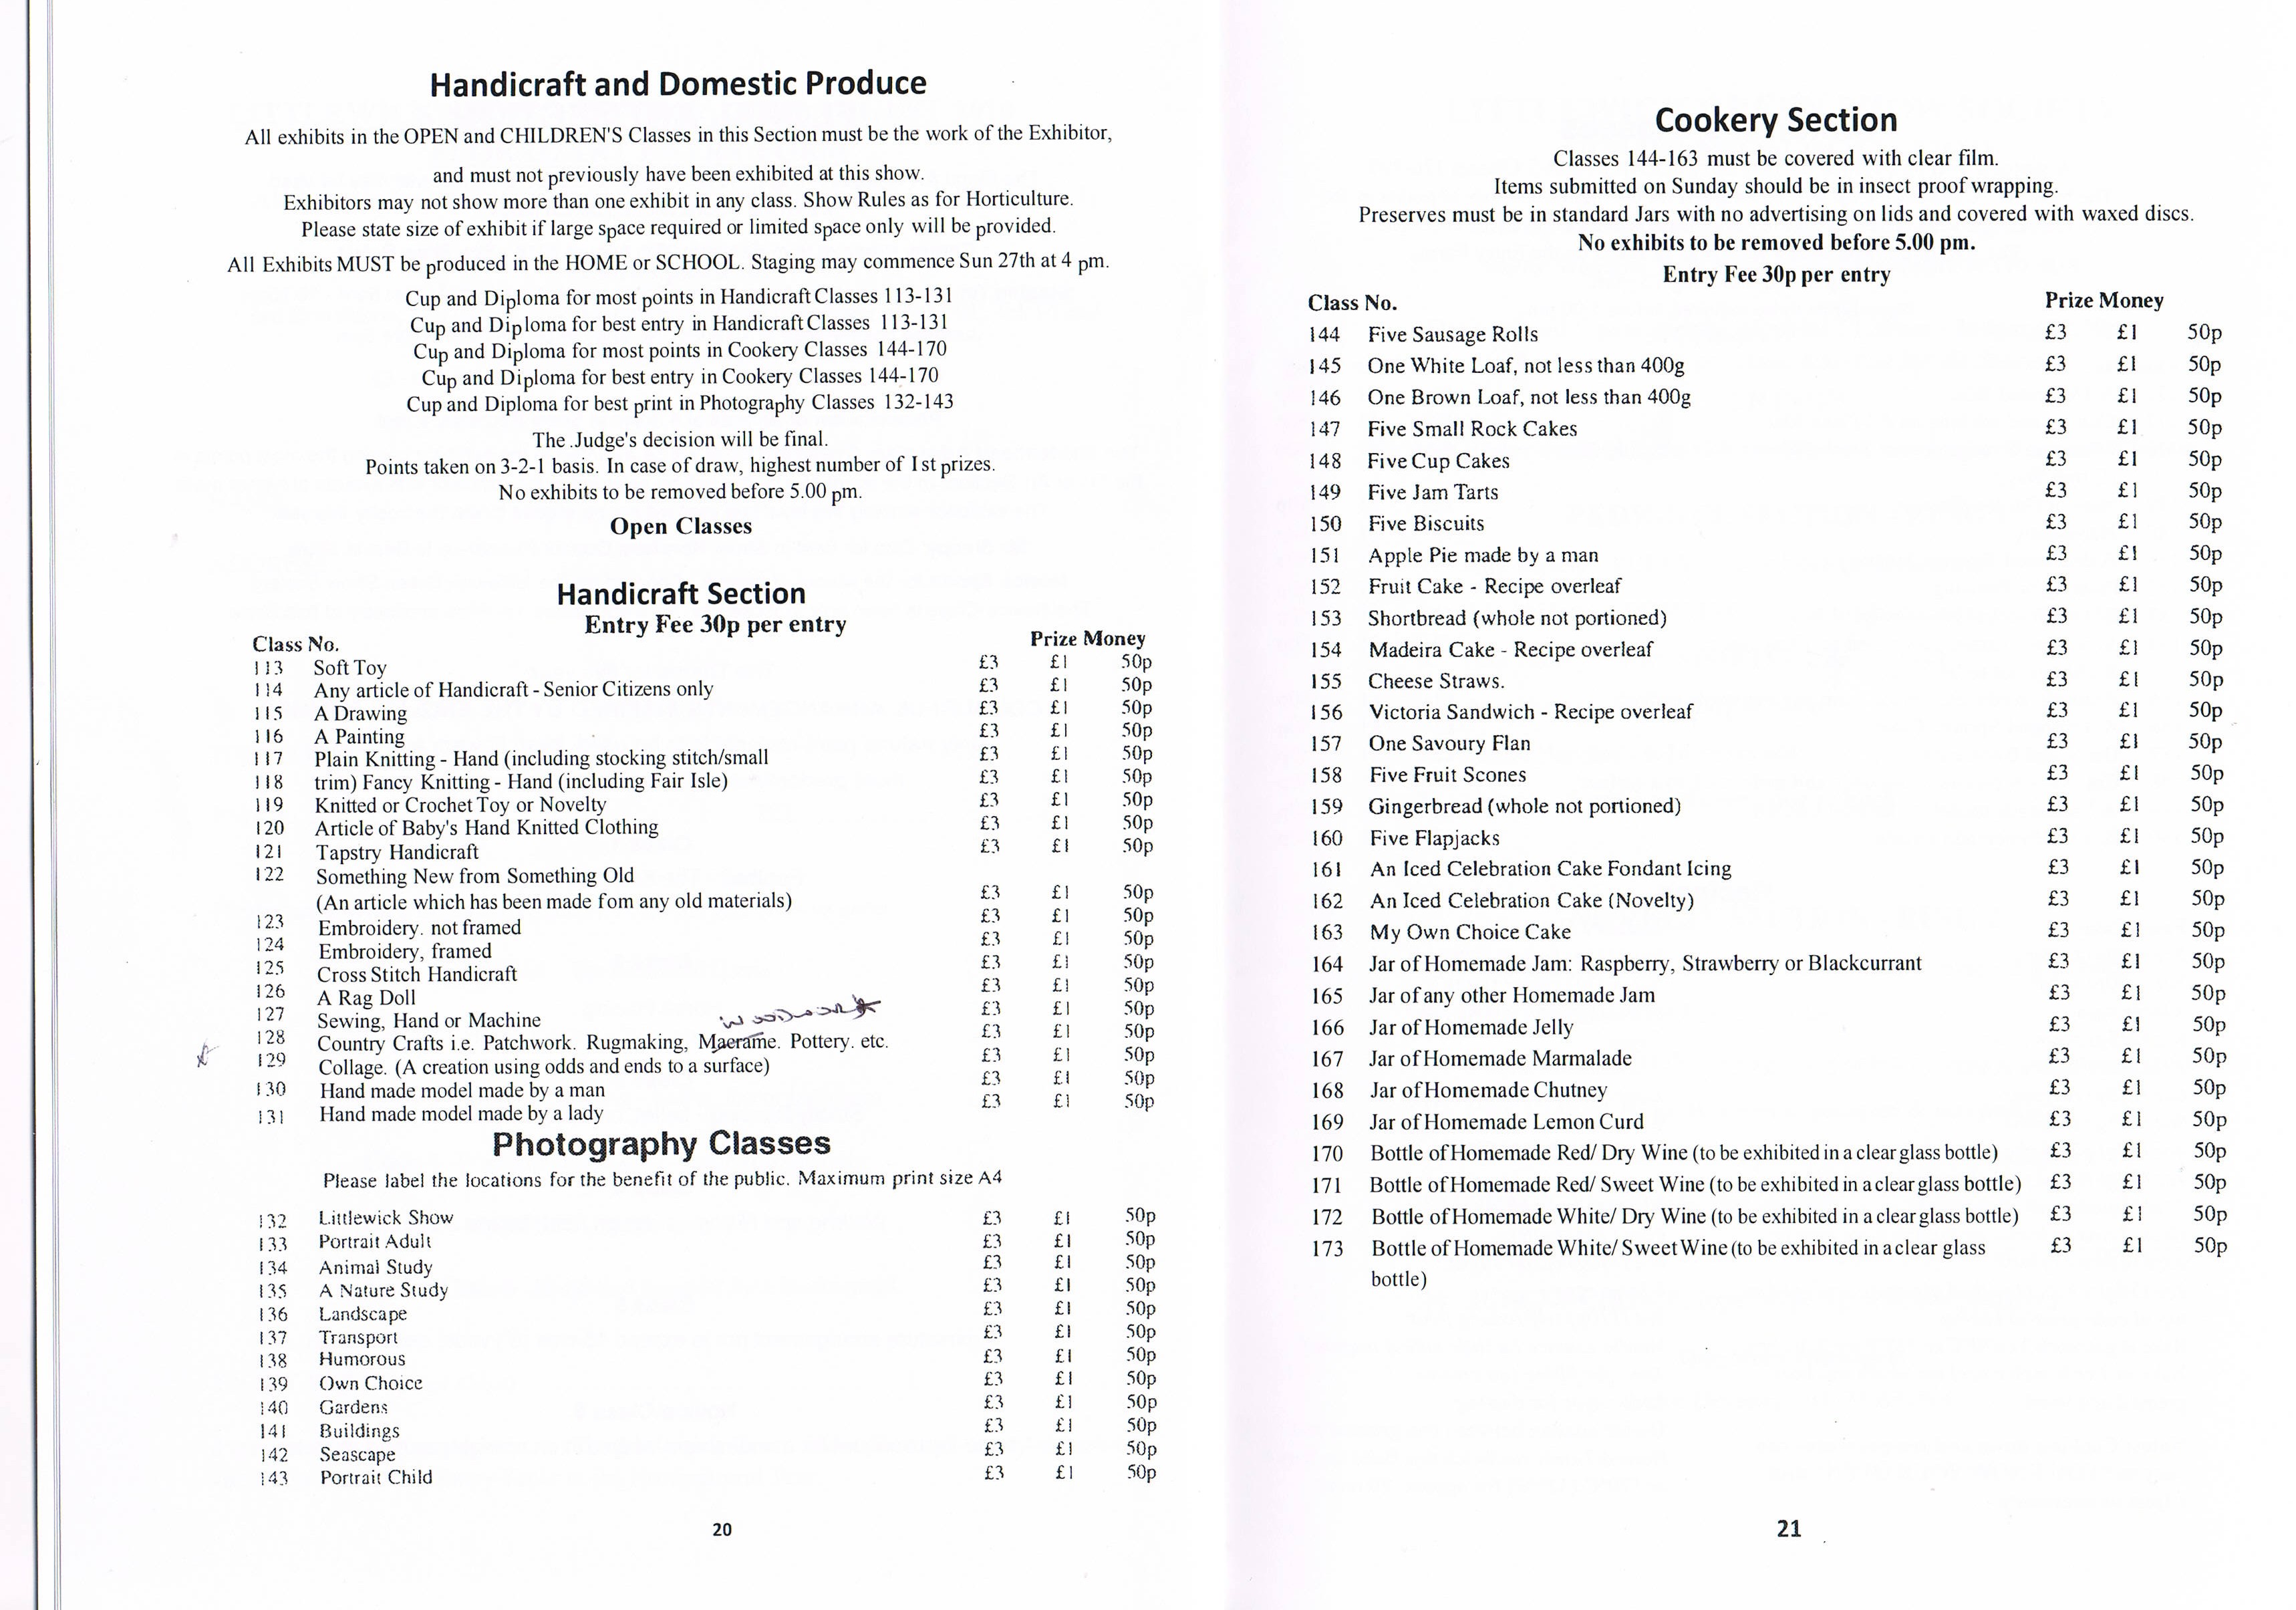 Handicraft and Domestic Produce
All exhibits in the OPEN and CHILDREN'S Classes in this Section must be the work of the Exhibitor,
and must not previously have been exhibited at this show.
Exhibitors may not show more than one exhibit in any class. Show Rules as for Horticulture.
Please state size of exhibit if large space required or limited space only will be provided.
All Exhibits MUST be produced in the HOME or SCHOOL. Staging may commence Sun 27th at 4 pm.
Cup and Diploma for most points in Handicraft Classes 113-131
Cup and Diploma for best entry in Handicraft Classes 113-131
Cup and Diploma for most points in Cookery Classes 144-170
Cup and Diploma for best entry in Cookery Classes 144-170
Cup and Diploma for best print in Photography Classes 132-143
The Judge's decision will be final.
Points taken on 3-2-1 basis. In case of draw, highest number of 1st prizes.
No exhibits to be removed before 5.00 pm.
Open Classes
Handicraft Section
Entry Fee 30p per entry
Class No. Prize Money
113 Soft Toy £3 £1 50p
114 Any article of Handicraft - Senior Citizens only £3 £1 50p
115 A Drawing £3 £1 50p
116 A Painting £3 £1 50p
117 Plain Knitting - Hand (including stocking stitch/small £3 £1 50p
118 trim) Fancy Knitting - Hand (including Fair Isle) £3 £1 50p
119 Knitted or Crochet Toy or Novelty £3 £1 50p
120 Article of Baby's Hand Knitted Clothing £3 £1 50p
121 Tapstry Handicraft £3 £1 50p
122 Something New from Something Old
(An article which has been made fom any old materials) £3 £1 50p
123 Embroidery. not framed £3 £1 50p
124 Embroidery, framed £3 £1 50p
125 Cross Stitch Handicraft £3 £1 50p
126 A Rag Doll £3 £1 50p
127 Sewing, Hand or Machine £3 £1 50p
woodwork
128 Country Crafts i.e. Patchwork. Rugmaking, Macrame. Pottery. etc. £3 £1 50p
129 Collage. (A creation using odds and ends to a surface) £3 £1 50p
130 Hand made model made by a man £3 £1 50p
131 Hand made model made by a lady £3 £1 50p
Photography Classes
Please label the locations for the benefit of the public. Maximum print size A4
132 Littlewick Show £3 £1 50p
133 Portrait Adult £3 £1 50p
134 Animal Study £3 £1 50p
135 A Nature Study £3 £1 50p
136 Landscape £3 £1 50p
137 Transport £3 £1 50p
138 Humorous £3 £1 50p
139 Own Choice £3 £1 50p
140 Gardens £3 £1 50p
141 Buildings £3 £1 50p
142 Seascape £3 £1 50p
143 Portrait Child £3 £1 50p
20
Cookery Section
Classes 144-163 must be covered with clear film.
Items submitted on Sunday should be in insect proof wrapping.
Preserves must be in standard Jars with no advertising on lids and covered with waxed discs.
No exhibits to be removed before 5.00 pm.
Entry Fee 30p per entry
Class No. Prize Money
144 Five Sausage Rolls £3 £1 50p
145 One White Loaf, not less than 400g £3 £1 50p
146 One Brown Loaf, not less than 400g £3 £1 50p
147 Five Small Rock Cakes £3 £1 50p
148 Five Cup Cakes £3 £1 50p
149 Five Jam Tarts £3 £1 50p
150 Five Biscuits £3 £1 50p
151 Apple Pie made by a man £3 £1 50p
152 Fruit Cake - Recipe overleaf £3 £1 50p
153 Shortbread (whole not portioned) £3 £1 50p
154 Madeira Cake - Recipe overleaf £3 £1 50p
155 Cheese Straws. £3 £1 50p
156 Victoria Sandwich - Recipe overleaf £3 £1 50p
157 One Savoury Flan £3 £1 50p
158 Five Fruit Scones £3 £1 50p
159 Gingerbread (whole not portioned) £3 £1 50p
160 Five Flapjacks £3 £1 50p
161 An Iced Celebration Cake Fondant Icing £3 £1 50p
162 An Iced Celebration Cake (Novelty) £3 £1 50p
163 My Own Choice Cake £3 £1 50p
164 Jar of Homemade Jam: Raspberry, Strawberry or Blackcurrant £3 £1 50p
165 Jar of any other Homemade Jam £3 £1 50p
166 Jar of Homemade Jelly £3 £1 50p
167 Jar of Homemade Marmalade £3 £1 50p
168 Jar of Homemade Chutney £3 £1 50p
169 Jar of Homemade Lemon Curd £3 £1 50p
170 Bottle of Homemade Red/ Dry Wine (to be exhibited in a clear glass bottle) £3 £1 50p
171 Bottle of Homemade Red/ Sweet Wine (to be exhibited in a clear glass bottle) £3 £1 50p
172 Bottle of Homemade White/ Dry Wine (to be exhibited in a clear glass bottle) £3 £1 50p
173 Bottle of Homemade White/ Sweet Wine (to be exhibited in a clear glass £3 £1 50p
bottle)
21